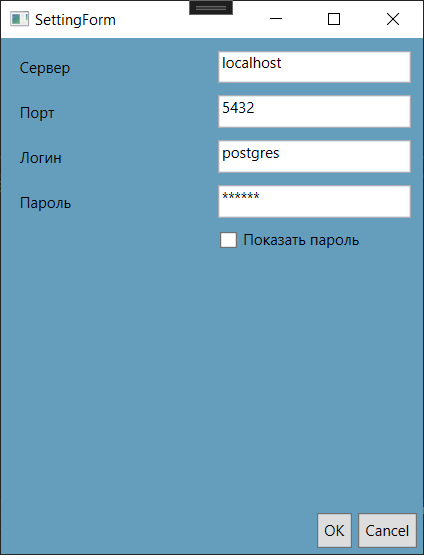 SettingForm
Сервер localhost
Порт 5432
Логин postgres
Пароль ******
Показать пароль
OK Cancel